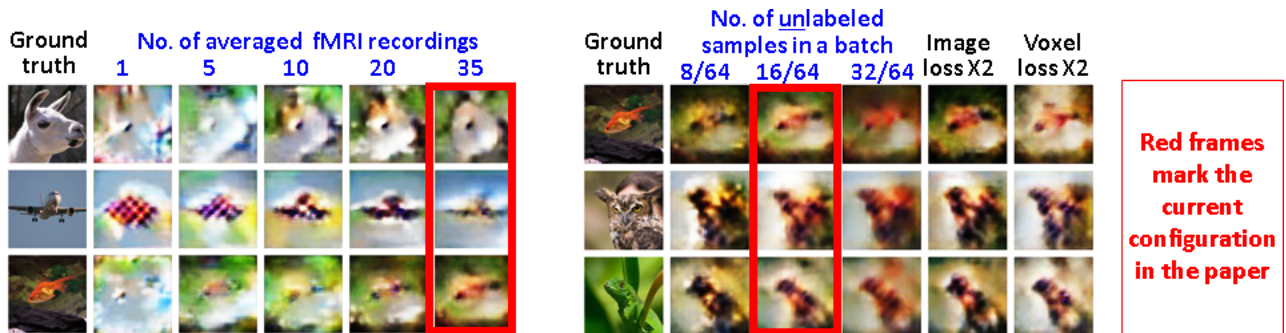 Ground truth
No. of averaged fMRI recordings
1 5 10 20 35
Ground truth
No. of unlabeled
samples in a batch
8/64 16/64 32/64
Image
loss X2
Voxel
loss X2
Red frames
mark the
current
configuration
in the paper